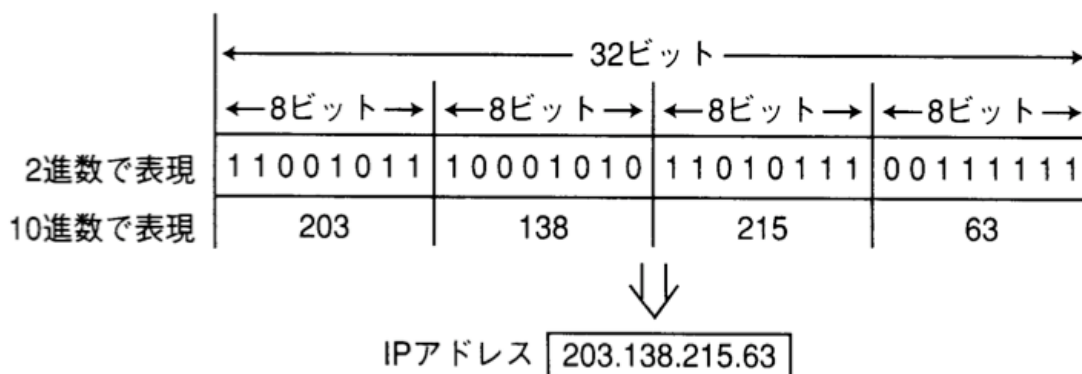 32ビット
8ビット 8ビット 8ビット 8ビット
2進数で表現 11001011 10001010 11010111 00111111
10進数で表現 203 138 215 63
IPアドレス 203.138.215.63